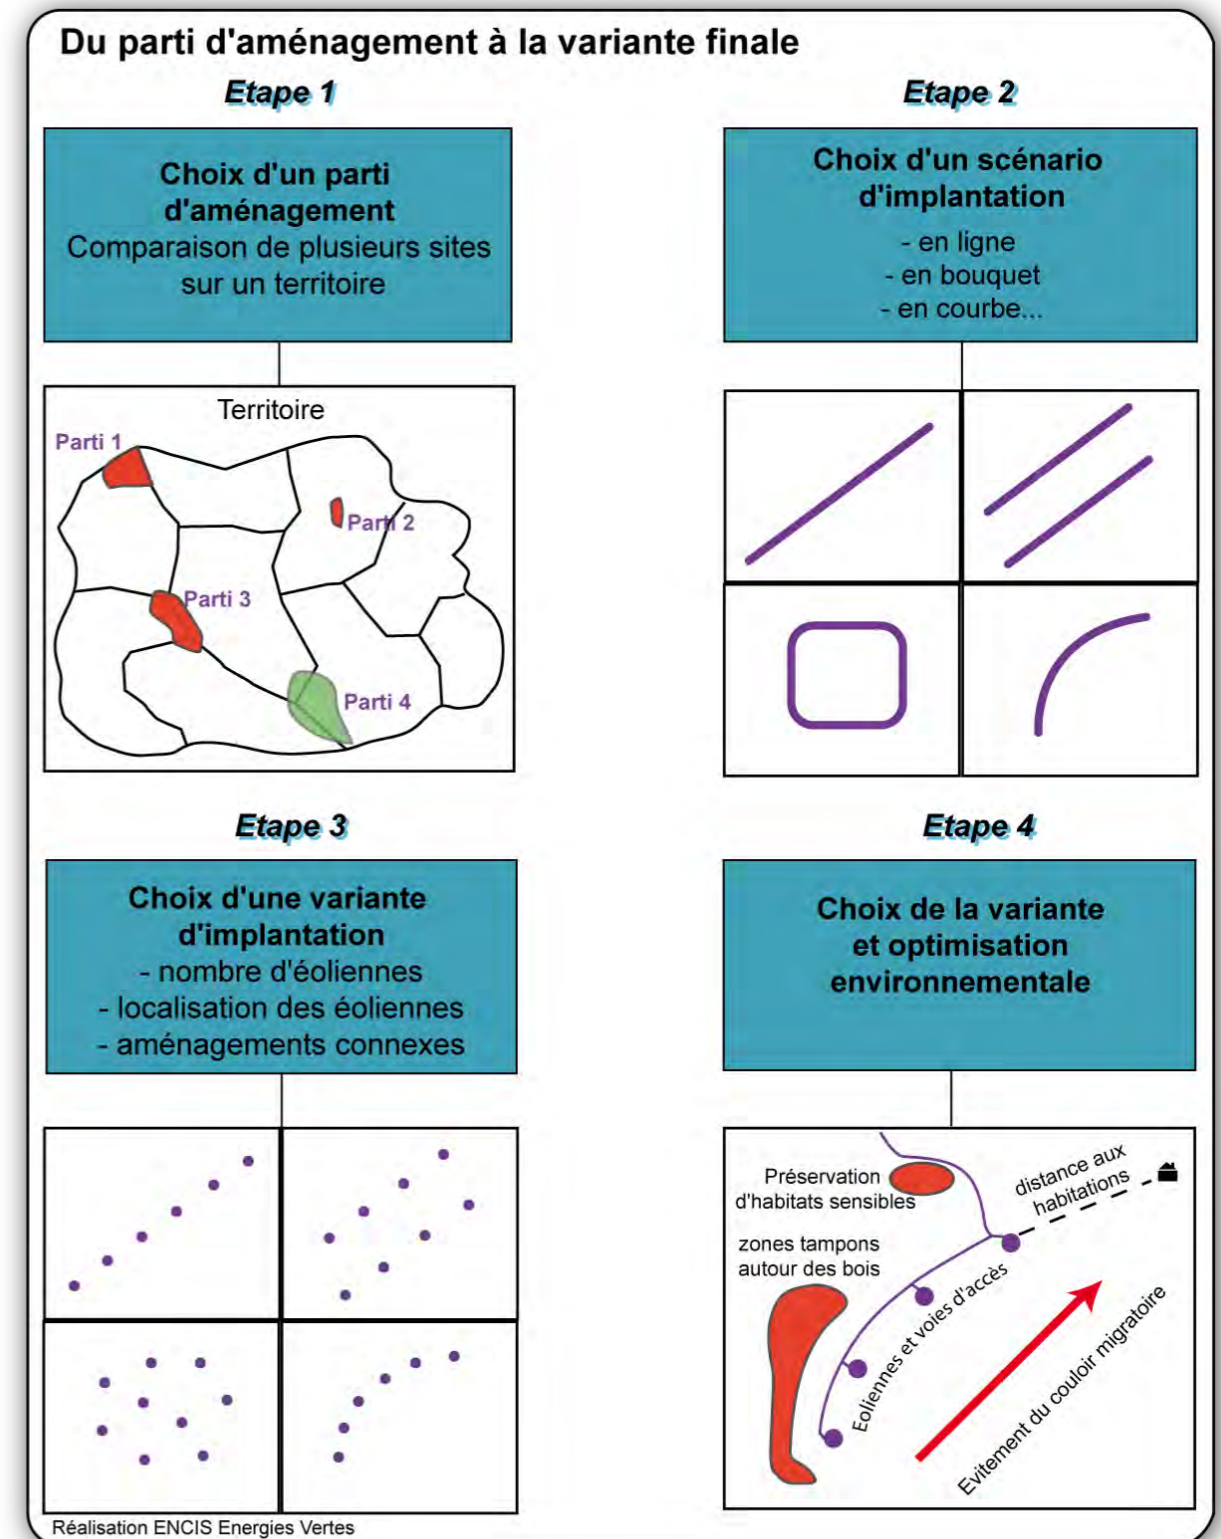 Du parti d'aménagement à la variante finale
Etape 1
Choix d'un parti
d'aménagement
Comparaison de plusieurs sites
sur un territoire
Territoire
Parti 1
Parti 2
Parti 3
Parti 4
Etape 2
Choix d'un scénario
d'implantation
- en ligne
- en bouquet
- en courbe...
Etape 3
Choix d'une variante
d'implantation
- nombre d'éoliennes
- localisation des éoliennes
- aménagements connexes
Etape 4
Choix de la variante
et optimisation
environnementale
Préservation
d'habitats sensibles
distance aux
habitations
zones tampons
autour des bois
Eoliennes et voies d'accès
Evitement du couloir migratoire
Réalisation ENCIS Energies Vertes